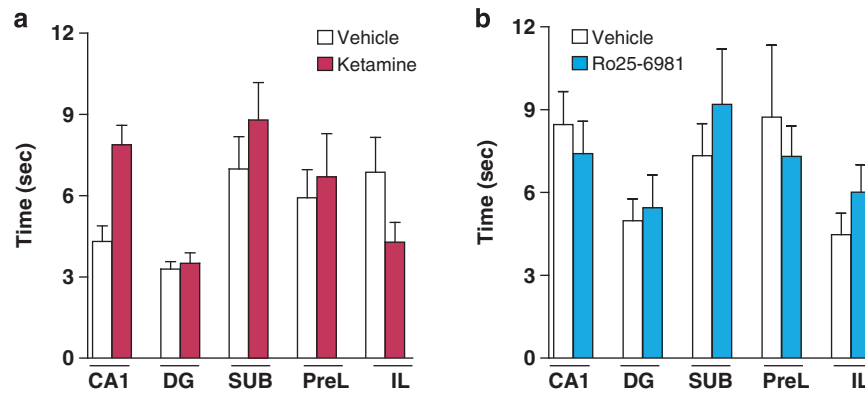 a
12
9
6
3
0
Time (sec)
Vehicle
Ketamine
CA1 DG SUB PreL IL
b
12
9
6
3
0
Time (sec)
Vehicle
Ro25-6981
CA1 DG SUB PreL IL